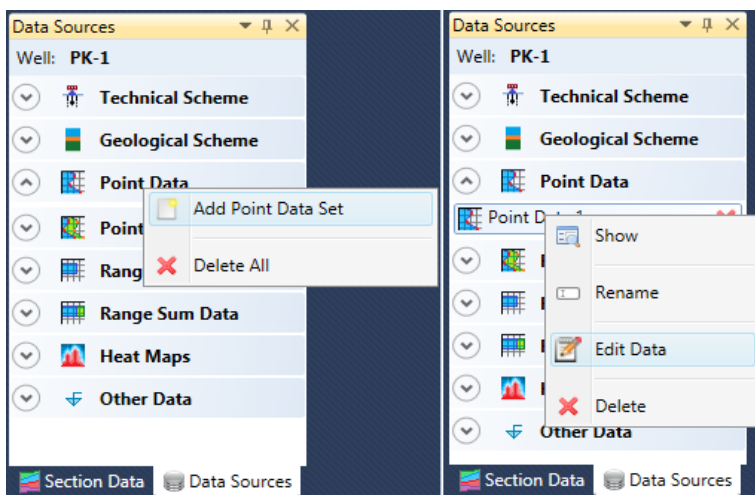 Data Sources
Well: PK-1
Technical Scheme
Geological Scheme
Point Data
Add Point Data Set
Point
Delete All
Rang
Range Sum Data
Heat Maps
Other Data
Section Data
Data Sources
Data Sources
Well: PK-1
Technical Scheme
Geological Scheme
Point Data
Point D
Show
Rename
Edit Data
Delete
Other Data
Section Data
Data Sources